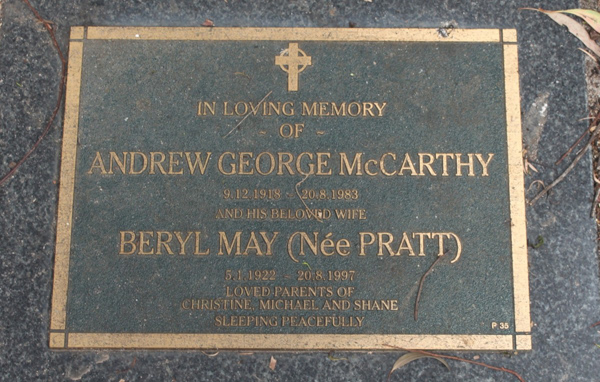 IN LOVING MEMORY
- OF -
ANDREW GEORGE McCARTHY
9.12.1918 - 20.8.1983
AND HIS BELOVED WIFE
BERYL MAY (Née PRATT)
5.1.1922 - 20.8.1997
LOVED PARENTS OF
CHRISTINE, MICHAEL AND SHANE
SLEEPING PEACEFULLY
P 35